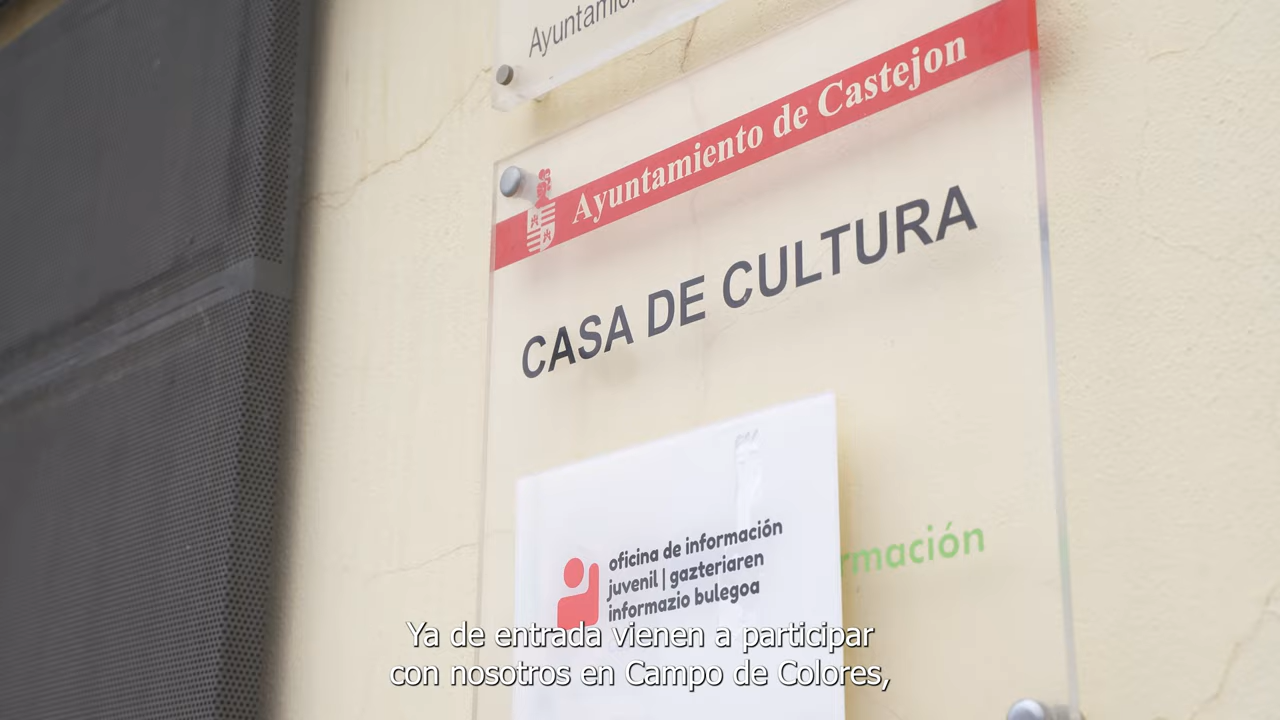 Ayuntamiento de Castejon
CASA DE CULTURA
oficina de información
juvenil | gazteriaren
informazio bulegoa
Ya de entrada vienen a participar
con nosotros en Campo de Colores,